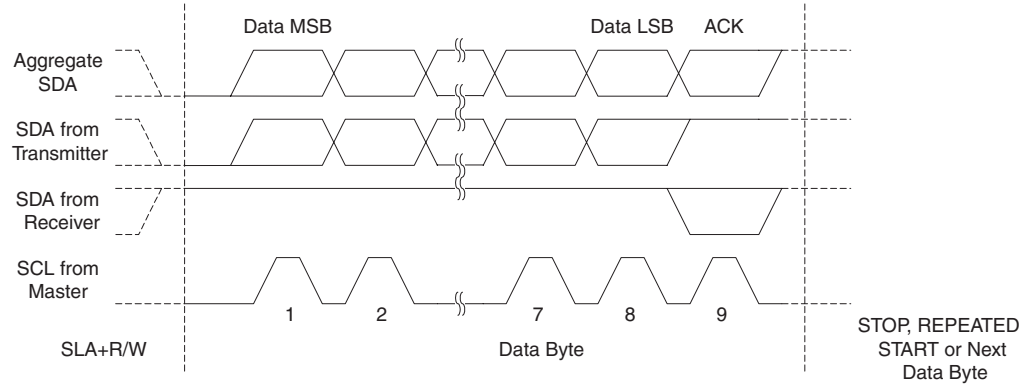 Data MSB
Data LSB
ACK
Aggregate
SDA
SDA from
Transmitter
SDA from
Receiver
SCL from
Master
1
2
7
8
9
SLA+R/W
Data Byte
STOP, REPEATED
START or Next
Data Byte